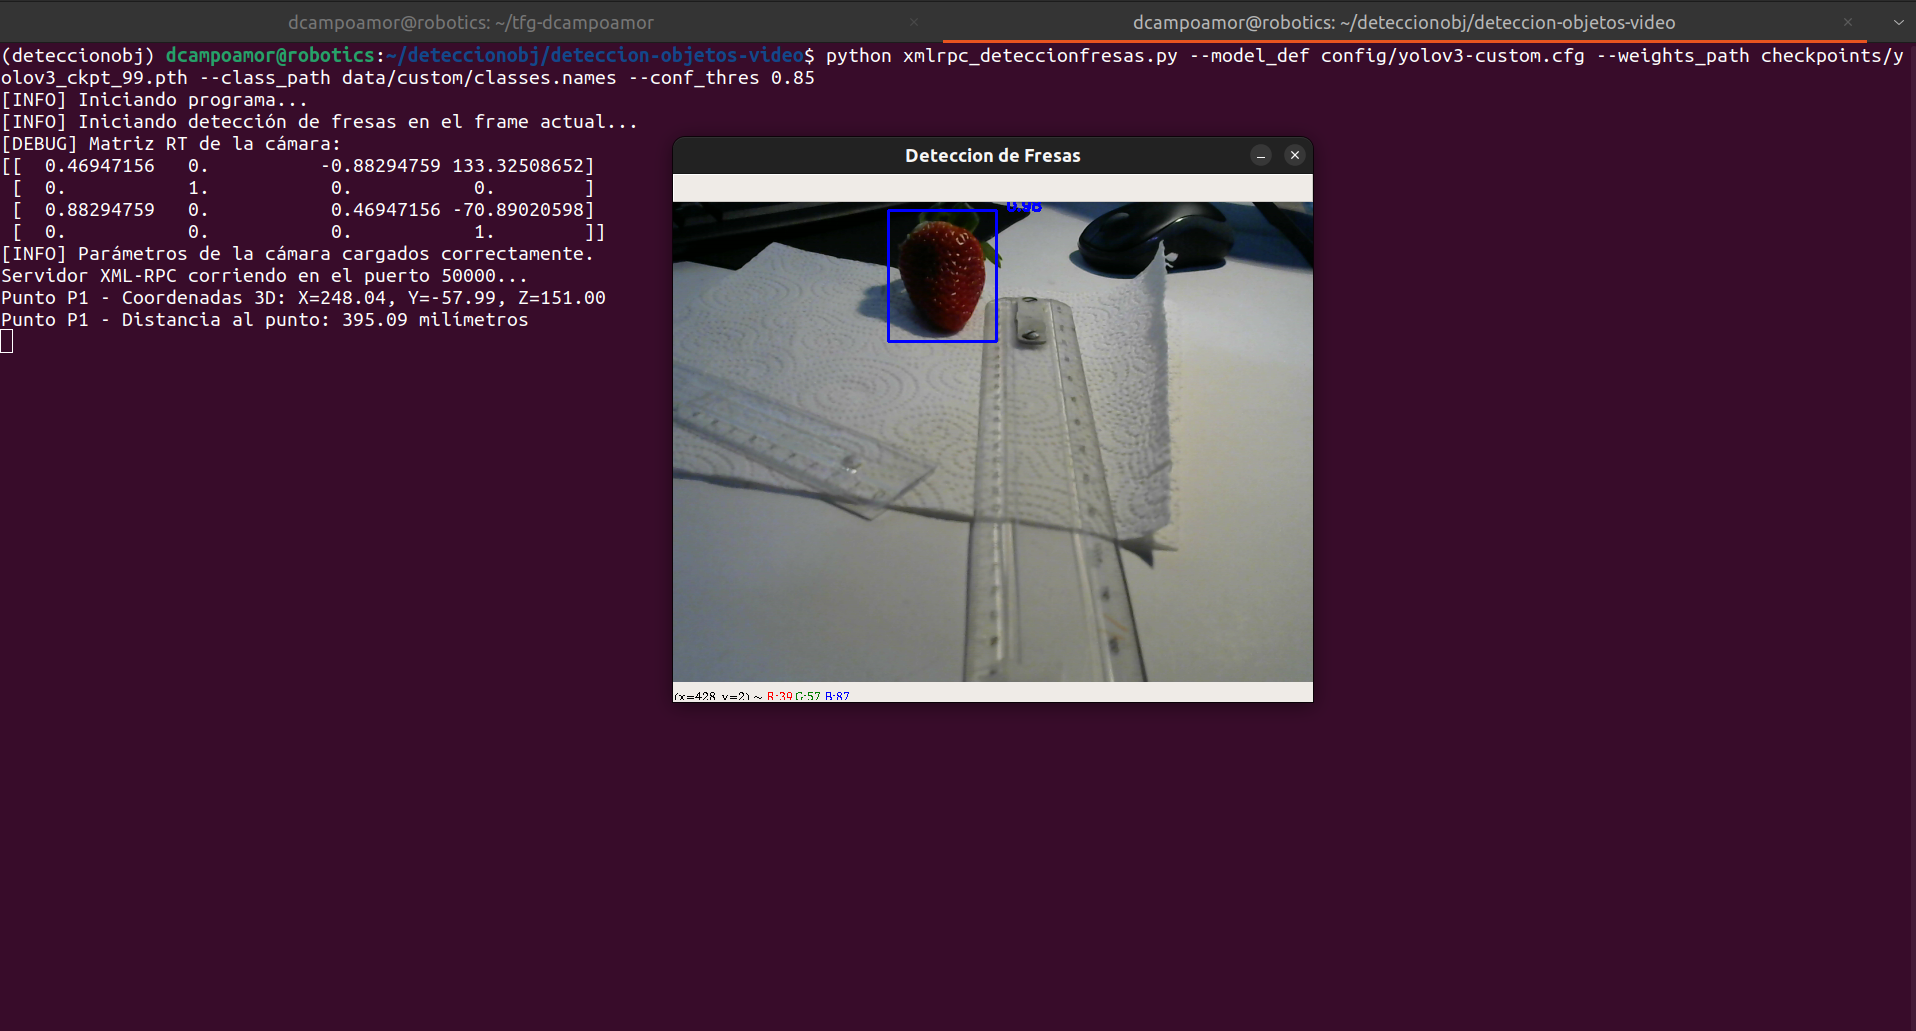 dcampoamor@robotics: ~/tfg-dcampoamor
dcampoamor@robotics: ~/deteccionobj/deteccion-objetos-video
(deteccionobj) dcampoamor@robotics:~/deteccionobj/deteccion-objetos-video$ python xmlrpc_deteccionfresas.py --model_def config/yolov3-custom.cfg --weights_path checkpoints/y
olov3_ckpt_99.pth --class_path data/custom/classes.names --conf_thres 0.85
[INFO] Iniciando programa...
[INFO] Iniciando detección de fresas en el frame actual...
[DEBUG] Matriz RT de la cámara:
[[ 0.46947156 0. -0.88294759 133.32508652]
[ 0. 1. 0. 0. ]
[ 0.88294759 0. 0.46947156 -70.89020598]
[ 0. 0. 0. 1. ]]
[INFO] Parámetros de la cámara cargados correctamente.
Servidor XML-RPC corriendo en el puerto 50000...
Punto P1 - Coordenadas 3D: X=248.04, Y=-57.99, Z=151.00
Punto P1 - Distancia al punto: 395.09 milímetros
Deteccion de Fresas
0.98
(x=428, y=2) ~ R:39 G:57 B:87